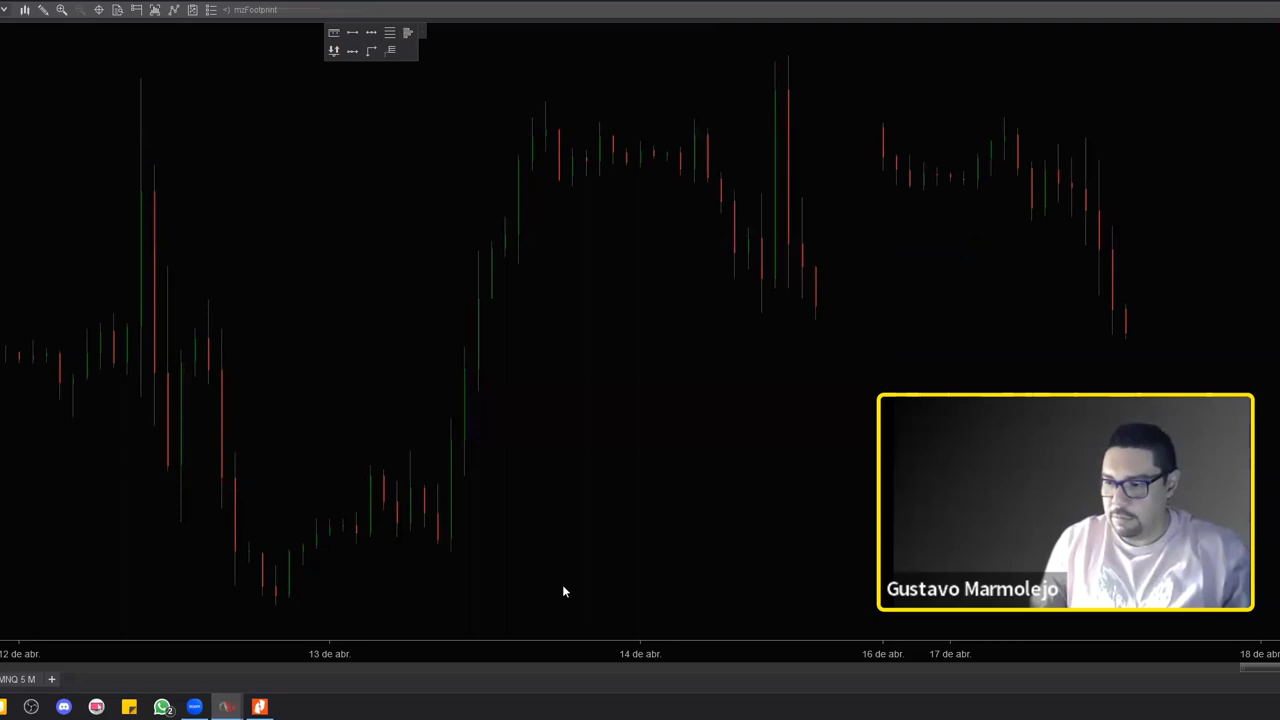 mzFootprint
Gustavo Marmolejo
12 de abr.
13 de abr.
14 de abr.
16 de abr.
17 de abr.
18 de abr
MNQ 5 M
2